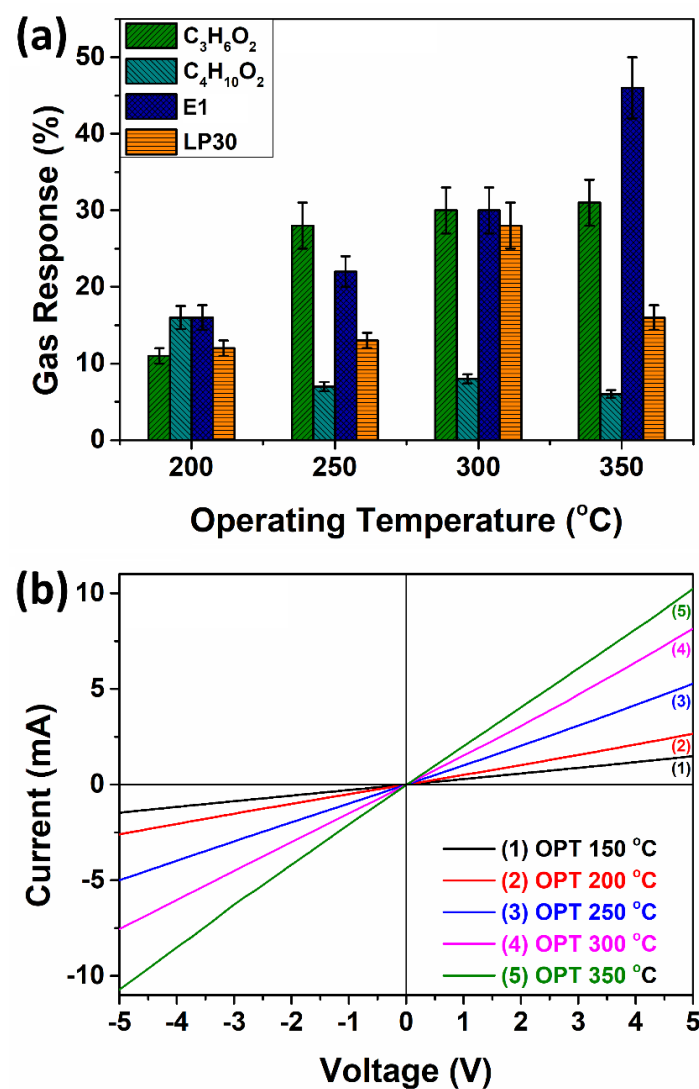 (a)
C₃H₆O₂
C₄H₁₀O₂
E1
LP30
50
40
30
20
10
0
Gas Response (%)
200 250 300 350
Operating Temperature (°C)
(b)
10
5
0
-5
-10
Current (mA)
(5)
(4)
(3)
(2)
(1)
(1) OPT 150 °C
(2) OPT 200 °C
(3) OPT 250 °C
(4) OPT 300 °C
(5) OPT 350 °C
-5 -4 -3 -2 -1 0 1 2 3 4 5
Voltage (V)